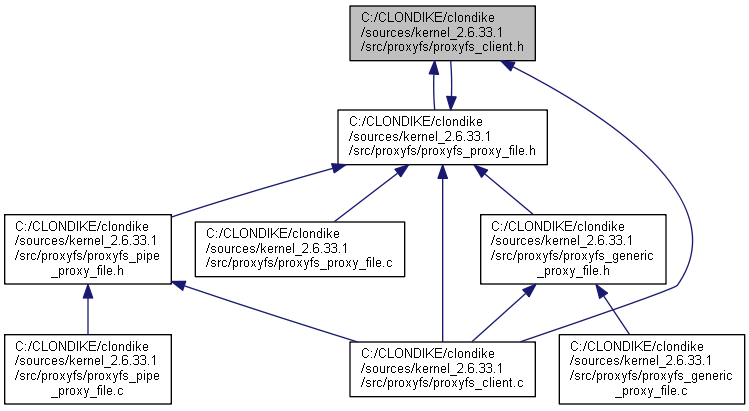 C:/CLONDIKE/clondike
/sources/kernel_2.6.33.1
/src/proxyfs/proxyfs_client.h
C:/CLONDIKE/clondike
/sources/kernel_2.6.33.1
/src/proxyfs/proxyfs_proxy_file.h
C:/CLONDIKE/clondike
/sources/kernel_2.6.33.1
/src/proxyfs/proxyfs_pipe
_proxy_file.h
C:/CLONDIKE/clondike
/sources/kernel_2.6.33.1
/src/proxyfs/proxyfs_proxy_file.c
C:/CLONDIKE/clondike
/sources/kernel_2.6.33.1
/src/proxyfs/proxyfs_generic
_proxy_file.h
C:/CLONDIKE/clondike
/sources/kernel_2.6.33.1
/src/proxyfs/proxyfs_pipe
_proxy_file.c
C:/CLONDIKE/clondike
/sources/kernel_2.6.33.1
/src/proxyfs/proxyfs_client.c
C:/CLONDIKE/clondike
/sources/kernel_2.6.33.1
/src/proxyfs/proxyfs_generic
_proxy_file.c